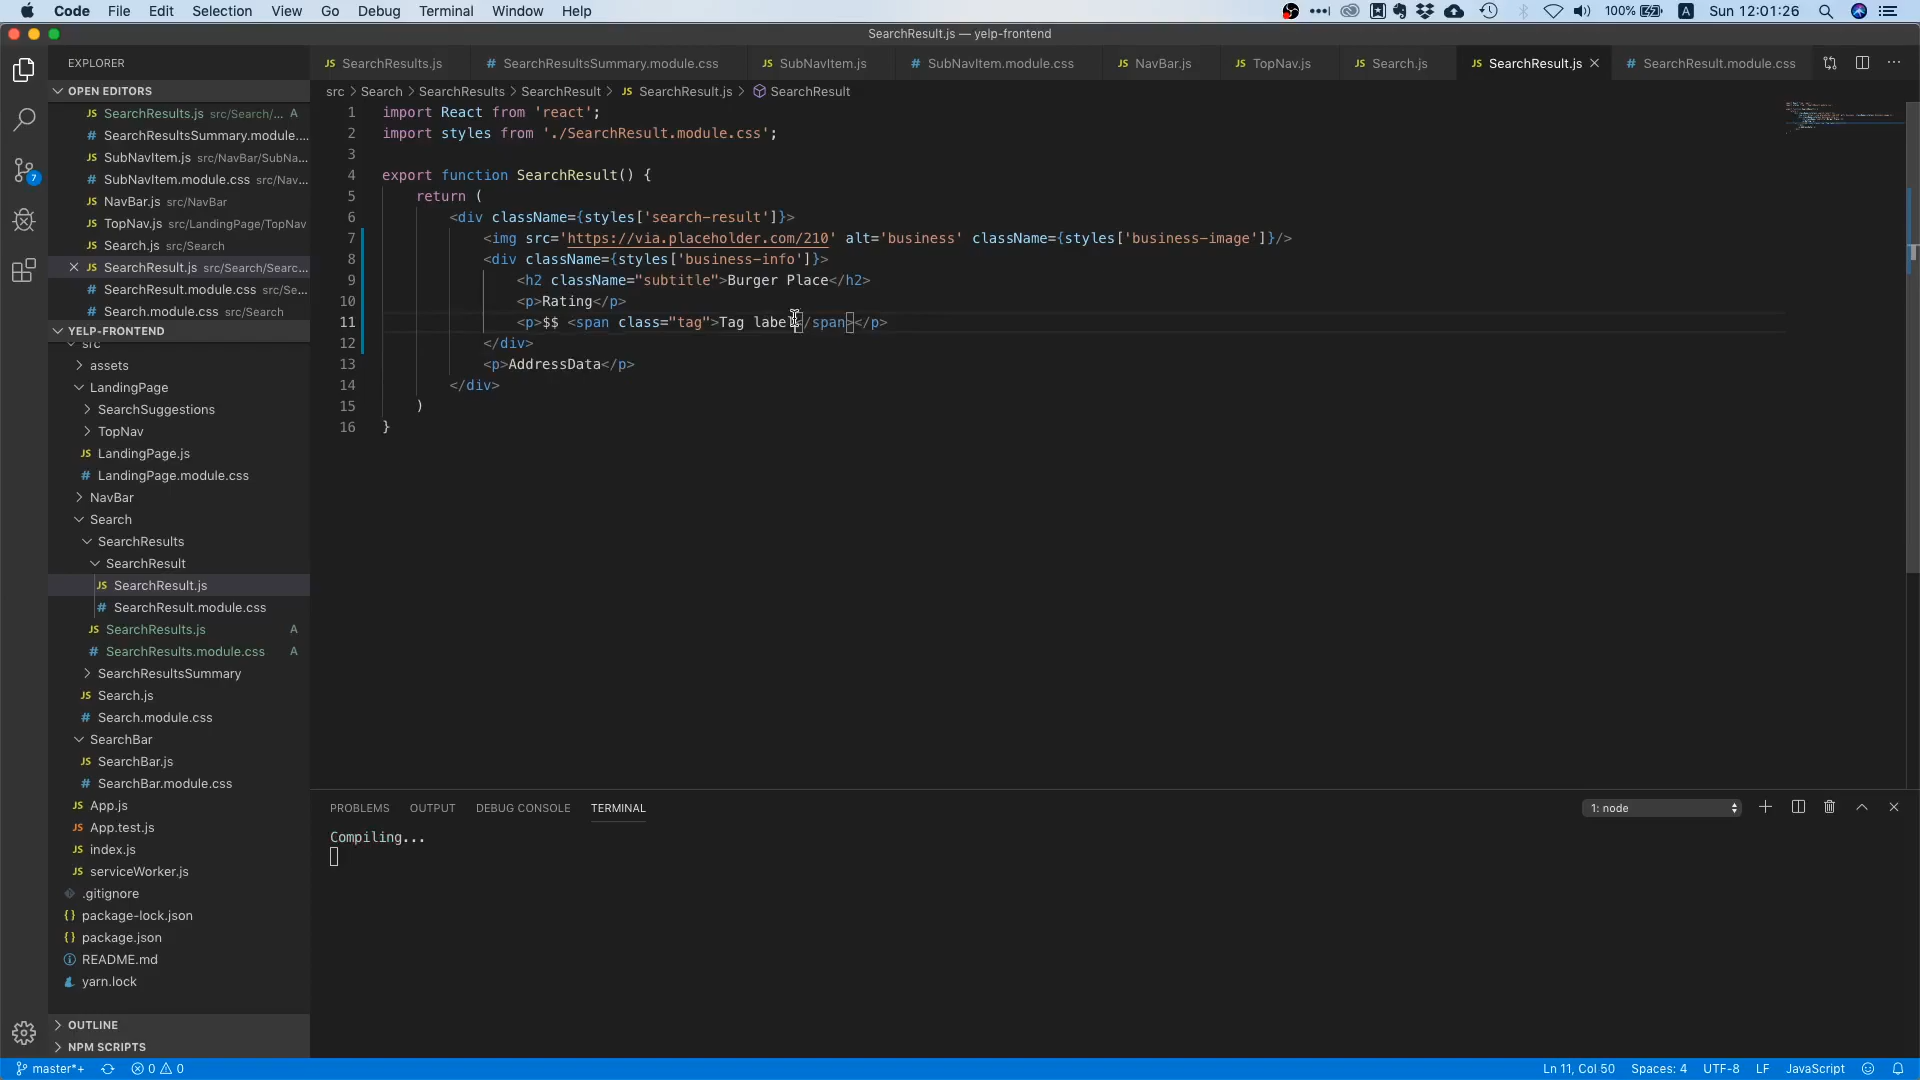 Code File Edit Selection View Go Debug Terminal Window Help 100% A Sun 12:01:26
SearchResult.js — yelp-frontend
EXPLORER
OPEN EDITORS
SearchResults.js src/Search/... A
SearchResultsSummary.module....
SubNavItem.js src/NavBar/SubNa...
SubNavItem.module.css src/Nav...
NavBar.js src/NavBar
TopNav.js src/LandingPage/TopNav
Search.js src/Search
SearchResult.js src/Search/Searc...
SearchResult.module.css src/Se...
Search.module.css src/Search
YELP-FRONTEND
src
assets
LandingPage
SearchSuggestions
TopNav
LandingPage.js
LandingPage.module.css
NavBar
Search
SearchResults
SearchResult
SearchResult.js
SearchResult.module.css
SearchResults.js A
SearchResults.module.css A
SearchResultsSummary
Search.js
Search.module.css
SearchBar
SearchBar.js
SearchBar.module.css
App.js
App.test.js
index.js
serviceWorker.js
.gitignore
package-lock.json
package.json
README.md
yarn.lock
OUTLINE
NPM SCRIPTS
JS SearchResults.js # SearchResultsSummary.module.css JS SubNavItem.js # SubNavItem.module.css JS NavBar.js JS TopNav.js JS Search.js JS SearchResult.js # SearchResult.module.css
src > Search > SearchResults > SearchResult > JS SearchResult.js > SearchResult
1 import React from 'react';
2 import styles from './SearchResult.module.css';
3
4 export function SearchResult() {
5 return (
6 <div className={styles['search-result']}>
7 <img src='https://via.placeholder.com/210' alt='business' className={styles['business-image']}/>
8 <div className={styles['business-info']}>
9 <h2 className="subtitle">Burger Place</h2>
10 <p>Rating</p>
11 <p>$$ <span class="tag">Tag label</span></p>
12 </div>
13 <p>AddressData</p>
14 </div>
15 )
16 }
PROBLEMS OUTPUT DEBUG CONSOLE TERMINAL 1: node
Compiling...
master*+ 0 0 Ln 11, Col 50 Spaces: 4 UTF-8 LF JavaScript
7